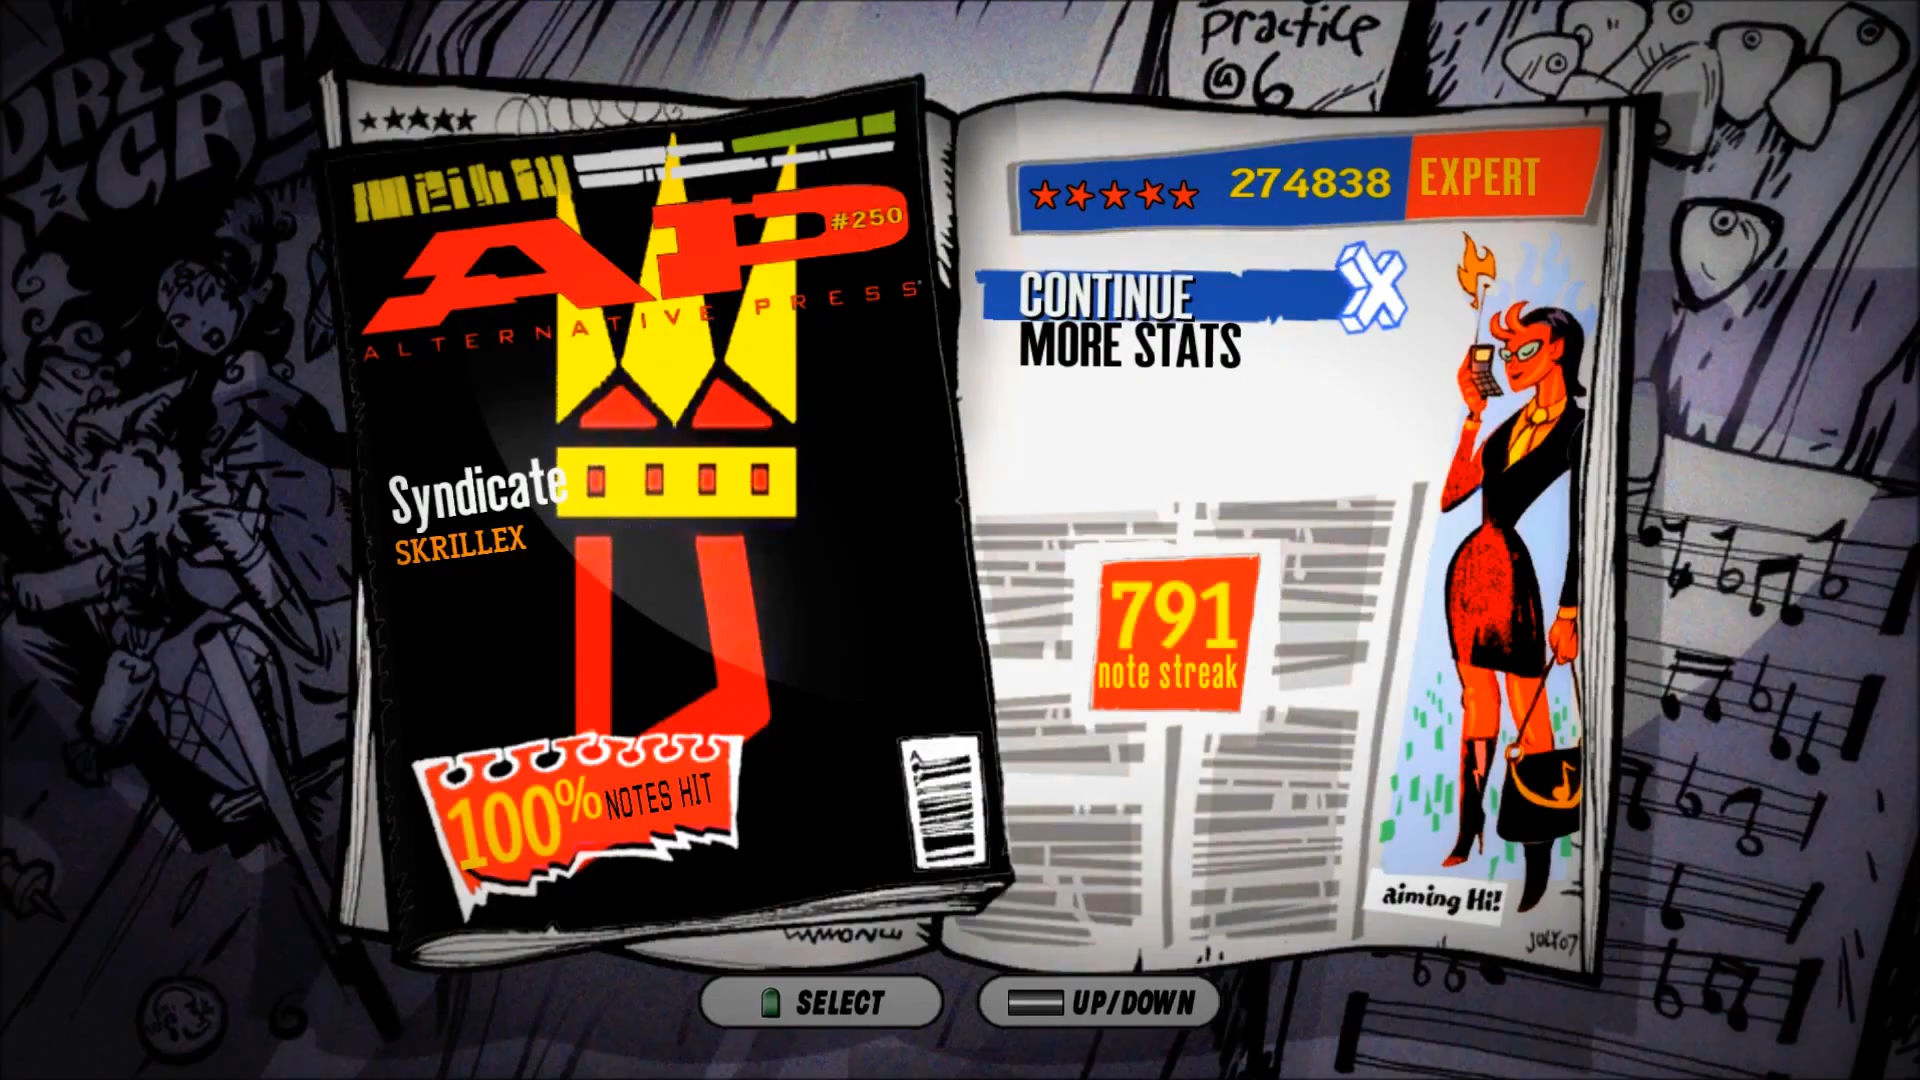 practice
@6
#250
AP
ALTERNATIVE PRESS
Syndicate
SKRILLEX
100% NOTES HIT
274838 EXPERT
CONTINUE
MORE STATS
791
note streak
aiming Hi!
JULY07
SELECT
UP/DOWN